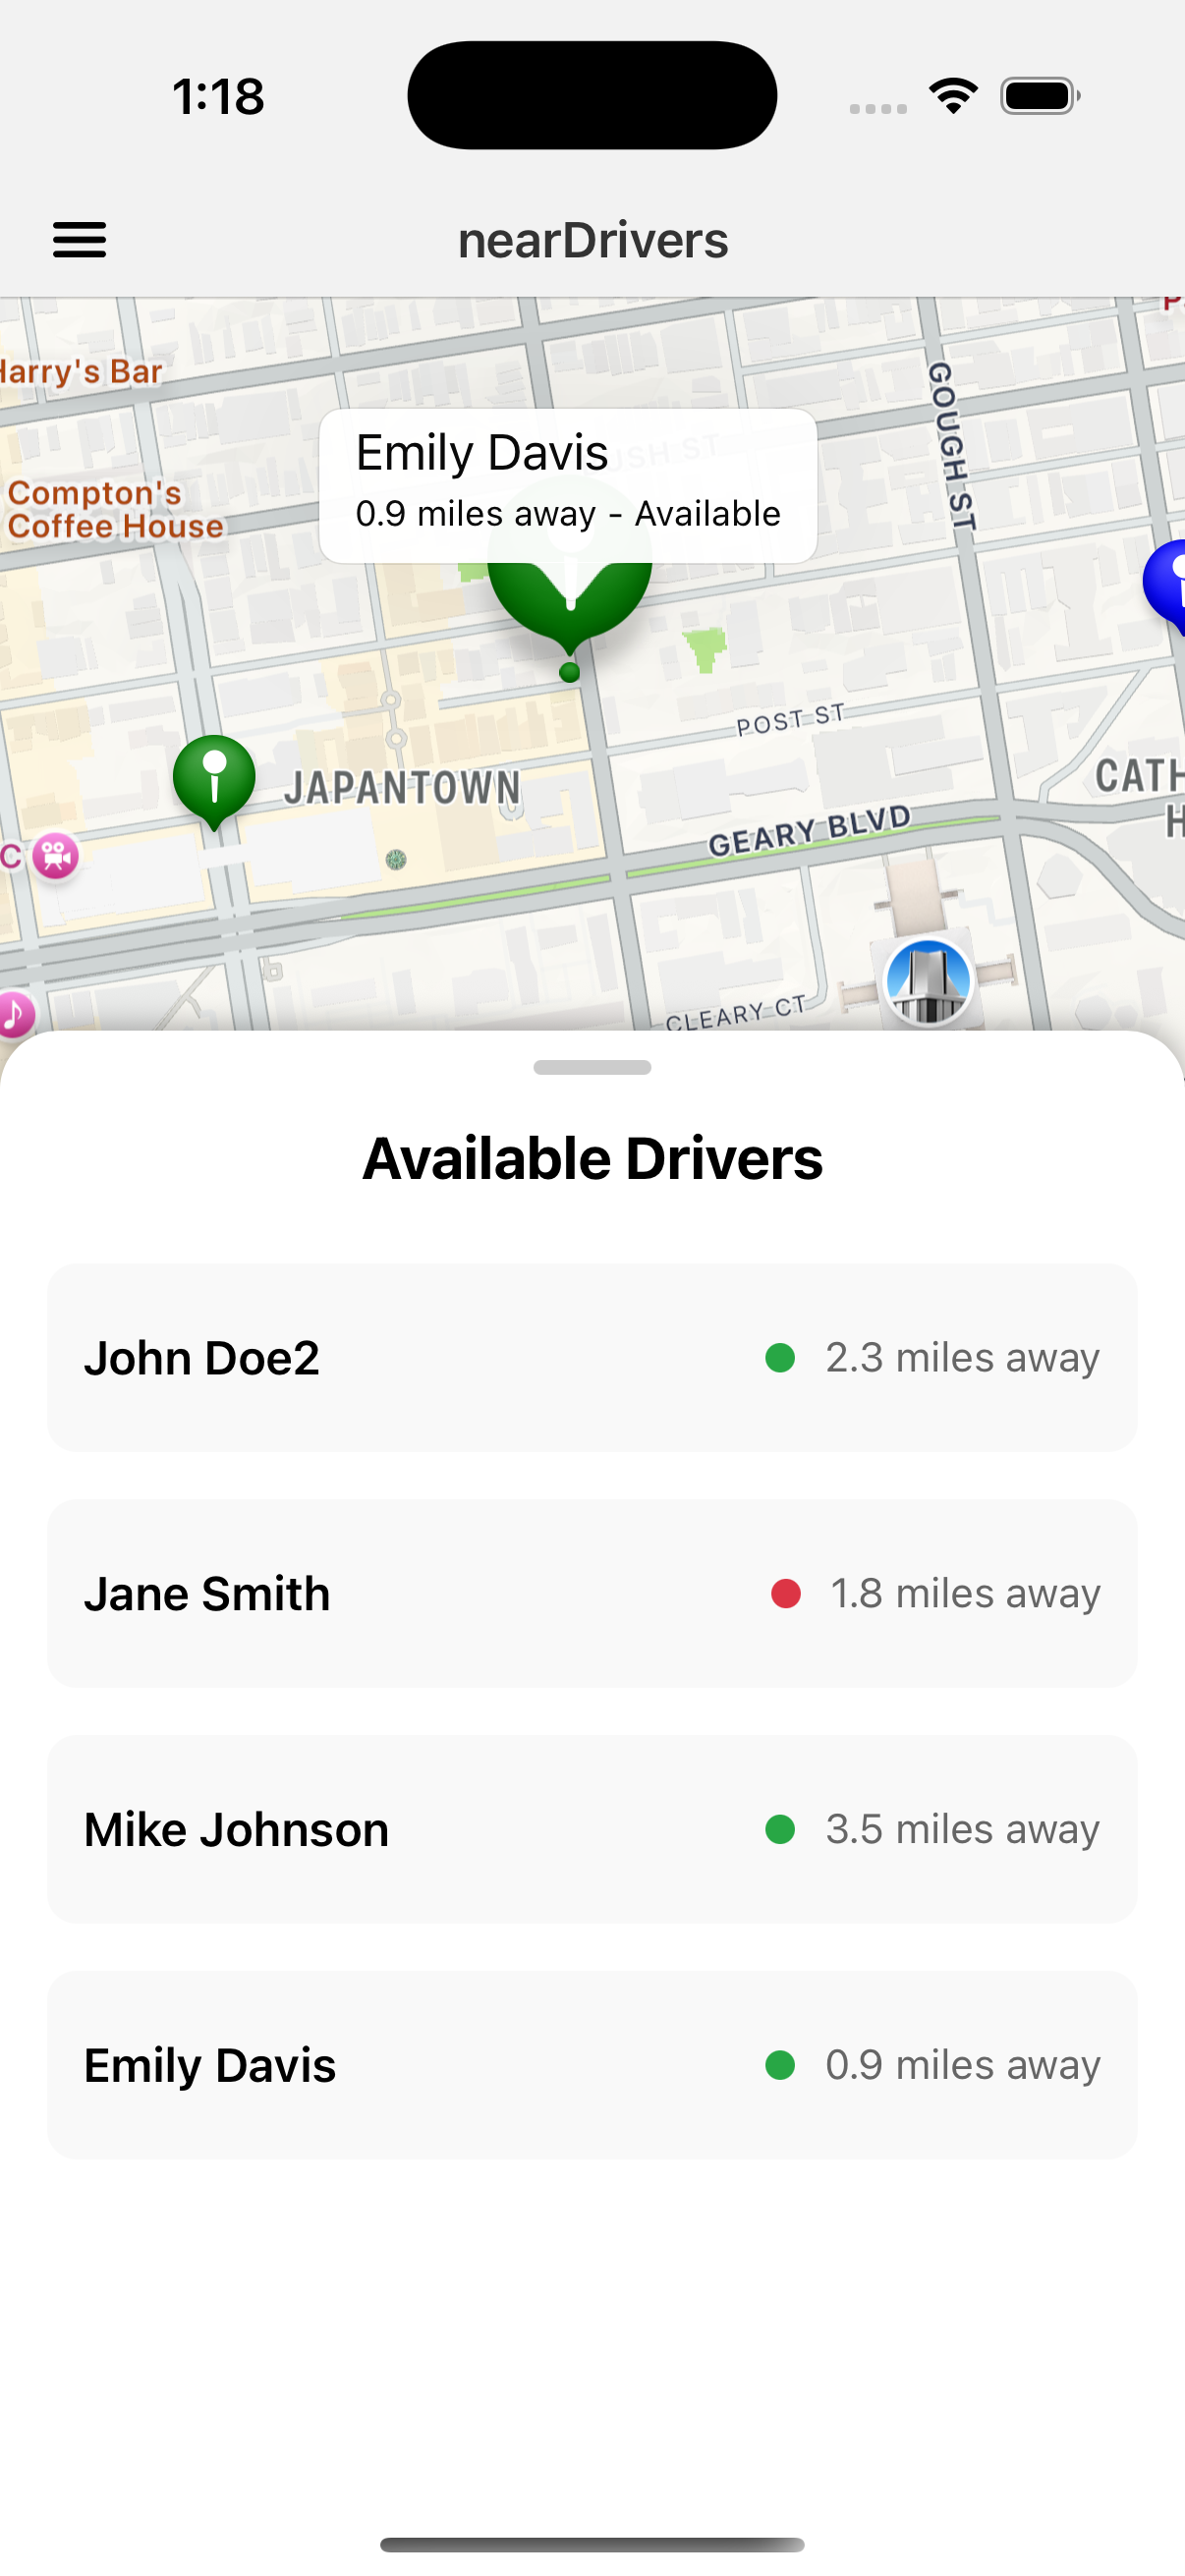 1:18
nearDrivers
Harry's Bar
GOUGH ST
Emily Davis
0.9 miles away - Available
Compton's
Coffee House
POST ST
JAPANTOWN
GEARY BLVD
CATH
H
C
CLEARY CT
Available Drivers
John Doe2
2.3 miles away
Jane Smith
1.8 miles away
Mike Johnson
3.5 miles away
Emily Davis
0.9 miles away